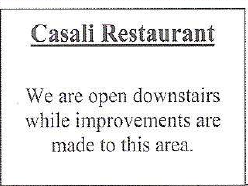 Casali Restaurant
We are open downstairs
while improvements are
made to this area.